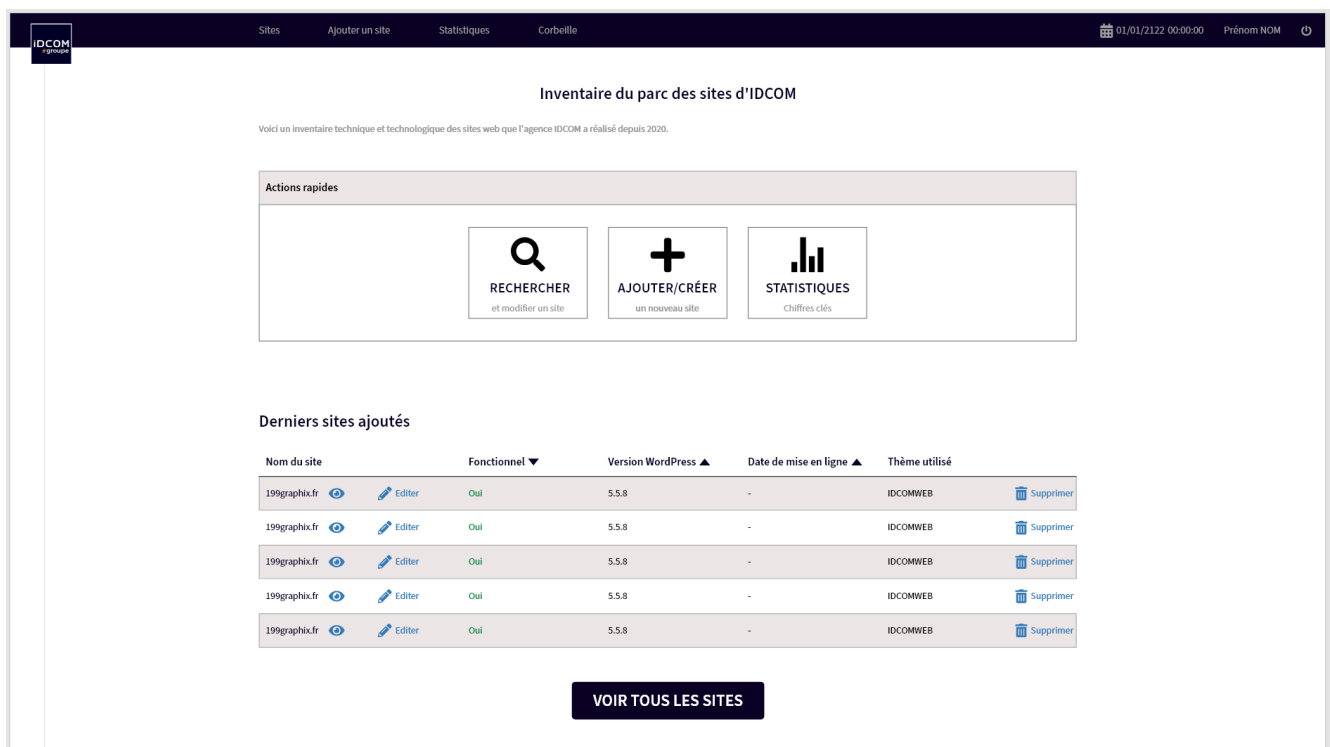 iDCOM
#groupe
Sites Ajouter un site Statistiques Corbeille 01/01/2122 00:00:00 Prénom NOM
Inventaire du parc des sites d'IDCOM
Voici un inventaire technique et technologique des sites web que l'agence IDCOM a réalisé depuis 2020.
Actions rapides
RECHERCHER AJOUTER/CRÉER STATISTIQUES
et modifier un site un nouveau site Chiffres clés
Derniers sites ajoutés
Nom du site Fonctionnel Version WordPress Date de mise en ligne Thème utilisé
199graphix.fr Editer Oui 5.5.8 - IDCOMWEB Supprimer
199graphix.fr Editer Oui 5.5.8 - IDCOMWEB Supprimer
199graphix.fr Editer Oui 5.5.8 - IDCOMWEB Supprimer
199graphix.fr Editer Oui 5.5.8 - IDCOMWEB Supprimer
199graphix.fr Editer Oui 5.5.8 - IDCOMWEB Supprimer
VOIR TOUS LES SITES